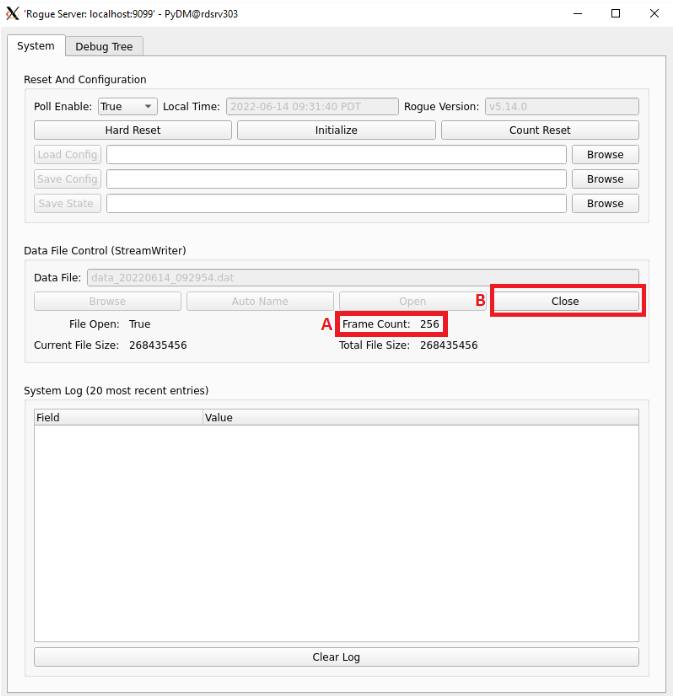 'Rogue Server: localhost:9099' - PyDM@rdsrv303
System Debug Tree
Reset And Configuration
Poll Enable: True Local Time: 2022-06-14 09:31:40 PDT Rogue Version: v5.14.0
Hard Reset Initialize Count Reset
Load Config Browse
Save Config Browse
Save State Browse
Data File Control (StreamWriter)
Data File: data_20220614_092954.dat
Browse Auto Name Open B Close
File Open: True A Frame Count: 256
Current File Size: 268435456 Total File Size: 268435456
System Log (20 most recent entries)
Field Value
Clear Log